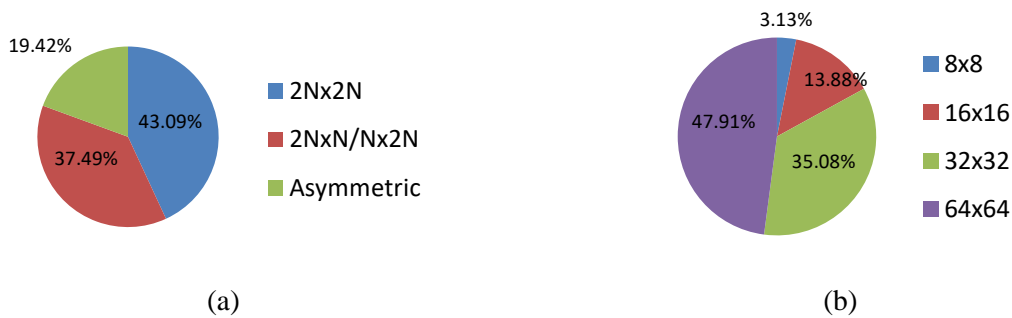 19.42%
43.09%
37.49%
2Nx2N
2NxN/Nx2N
Asymmetric
(a)
3.13%
13.88%
47.91%
35.08%
8x8
16x16
32x32
64x64
(b)